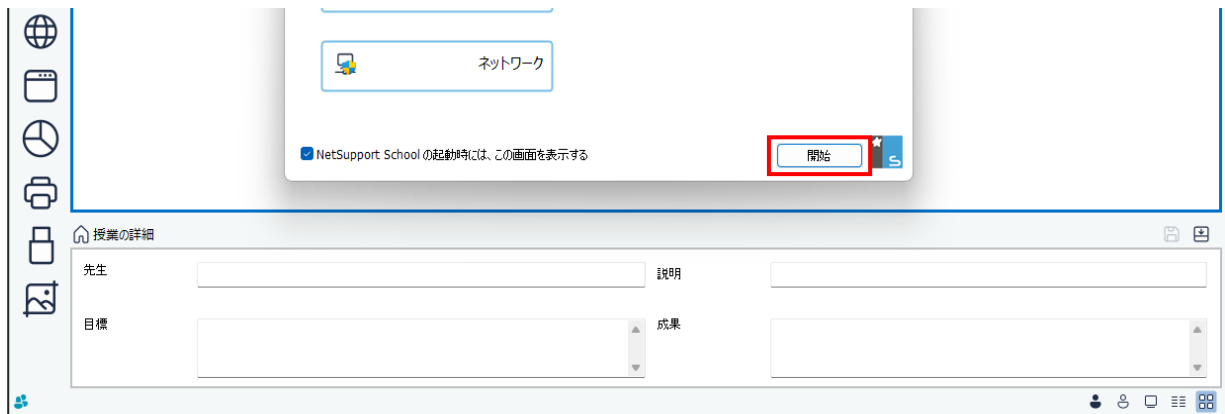 ネットワーク
NetSupport School の起動時には、この画面を表示する
開始
授業の詳細
先生
説明
目標
成果